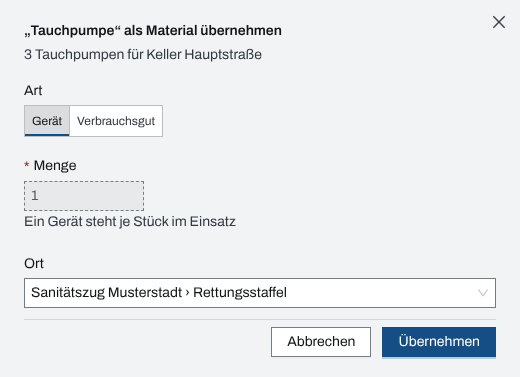 „Tauchpumpe“ als Material übernehmen
3 Tauchpumpen für Keller Hauptstraße
Art
Gerät Verbrauchsgut
* Menge
1
Ein Gerät steht je Stück im Einsatz
Ort
Sanitätszug Musterstadt › Rettungsstaffel
Abbrechen Übernehmen